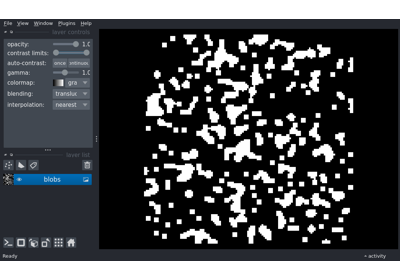 File View Window Plugins Help
layer controls
opacity: 1.0
contrast limits:
auto-contrast: once
gamma: 1.0
colormap: gra
blending: translu
interpolation: nearest
layer list
blobs
Ready activity